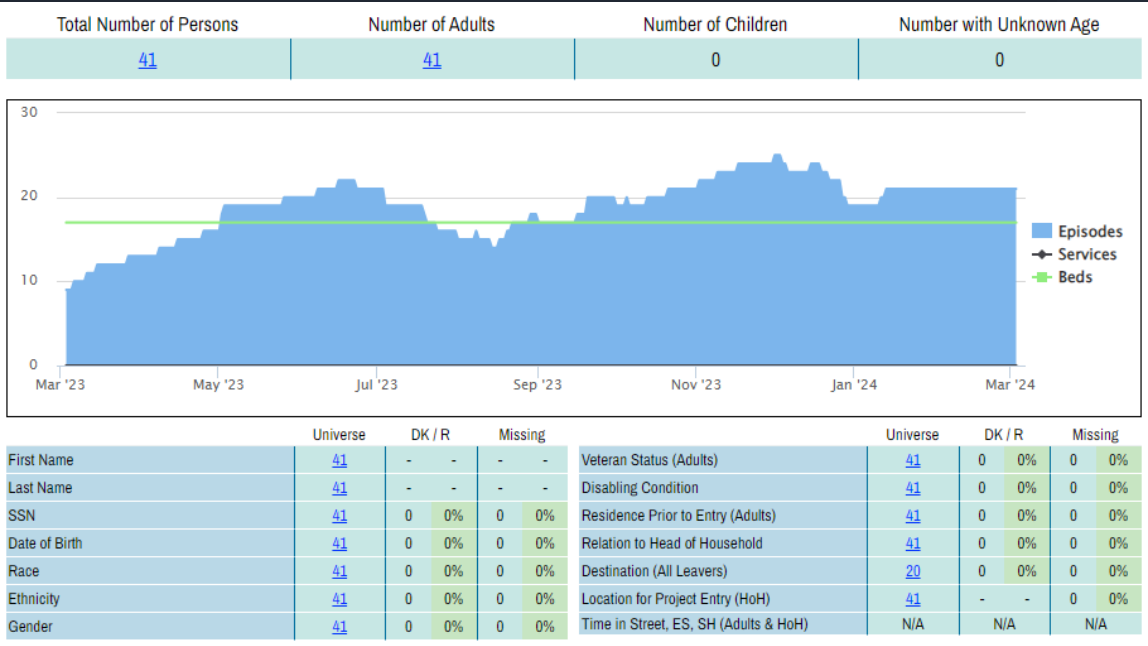 Total Number of Persons Number of Adults Number of Children Number with Unknown Age
41 41 0 0
30
20
10
0
Mar '23 May '23 Jul '23 Sep '23 Nov '23 Jan '24 Mar '24
Episodes
Services
Beds
Universe DK / R Missing
First Name 41 - - - -
Last Name 41 - - - -
SSN 41 0 0% 0 0%
Date of Birth 41 0 0% 0 0%
Race 41 0 0% 0 0%
Ethnicity 41 0 0% 0 0%
Gender 41 0 0% 0 0%
Universe DK / R Missing
Veteran Status (Adults) 41 0 0% 0 0%
Disabling Condition 41 0 0% 0 0%
Residence Prior to Entry (Adults) 41 0 0% 0 0%
Relation to Head of Household 41 0 0% 0 0%
Destination (All Leavers) 20 0 0% 0 0%
Location for Project Entry (HoH) 41 - - 0 0%
Time in Street, ES, SH (Adults & HoH) N/A N/A N/A